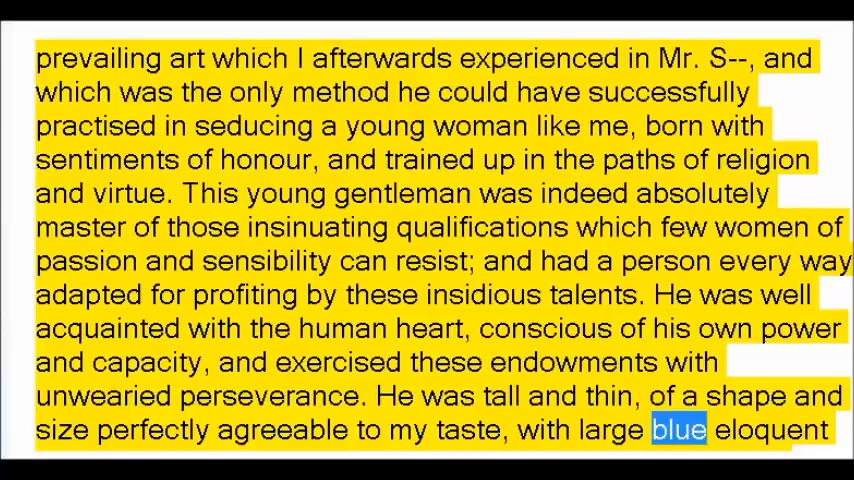 prevailing art which I afterwards experienced in Mr. S--, and
which was the only method he could have successfully
practised in seducing a young woman like me, born with
sentiments of honour, and trained up in the paths of religion
and virtue. This young gentleman was indeed absolutely
master of those insinuating qualifications which few women of
passion and sensibility can resist; and had a person every way
adapted for profiting by these insidious talents. He was well
acquainted with the human heart, conscious of his own power
and capacity, and exercised these endowments with
unwearied perseverance. He was tall and thin, of a shape and
size perfectly agreeable to my taste, with large blue eloquent